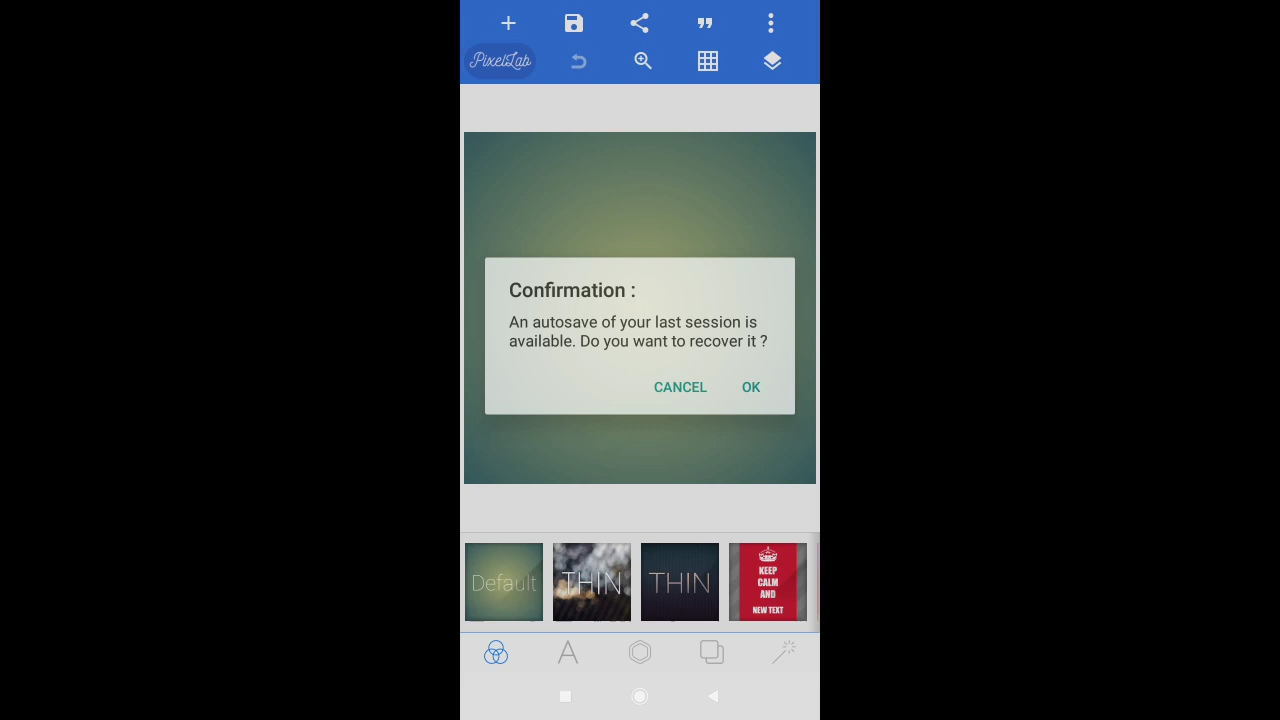 PixelLab
Confirmation :
An autosave of your last session is
available. Do you want to recover it ?
CANCEL OK
Default
THIN
THIN
KEEP
CALM
AND
NEW TEXT